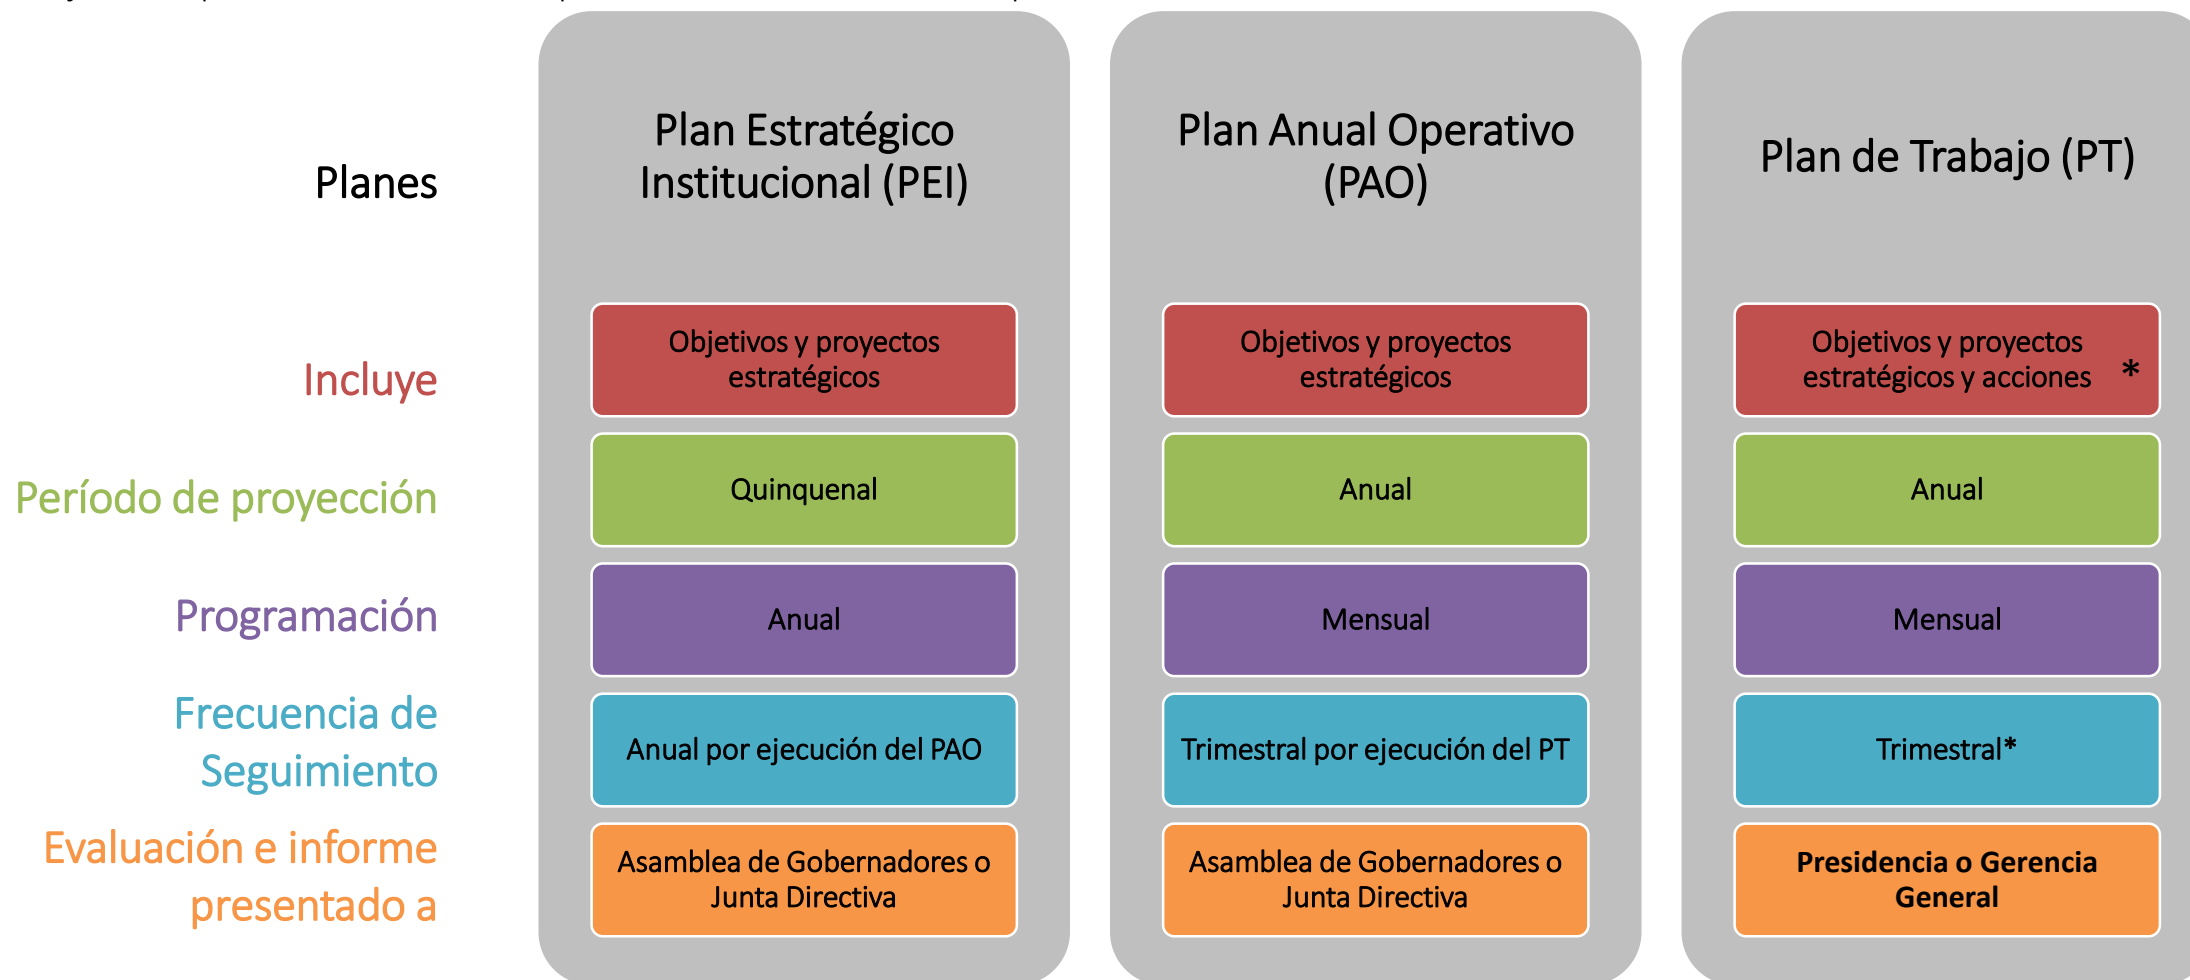 Planes
Plan Estratégico
Institucional (PEI)
Plan Anual Operativo
(PAO)
Plan de Trabajo (PT)
Incluye
Objetivos y proyectos
estratégicos
Objetivos y proyectos
estratégicos
Objetivos y proyectos
estratégicos y acciones *
Período de proyección
Quinquenal
Anual
Anual
Programación
Anual
Mensual
Mensual
Frecuencia de
Seguimiento
Anual por ejecución del PAO
Trimestral por ejecución del PT
Trimestral*
Evaluación e informe
presentado a
Asamblea de Gobernadores o
Junta Directiva
Asamblea de Gobernadores o
Junta Directiva
Presidencia o Gerencia
General